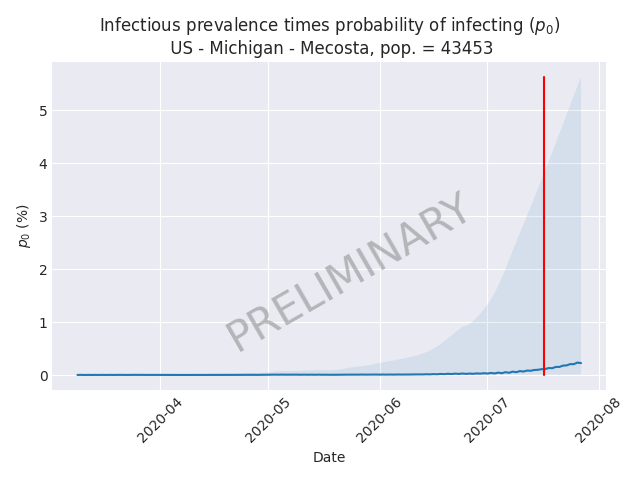 Infectious prevalence times probability of infecting (p₀)
US - Michigan - Mecosta, pop. = 43453
5
4
3
2
1
0
p₀ (%)
PRELIMINARY
2020-04
2020-05
2020-06
2020-07
2020-08
Date